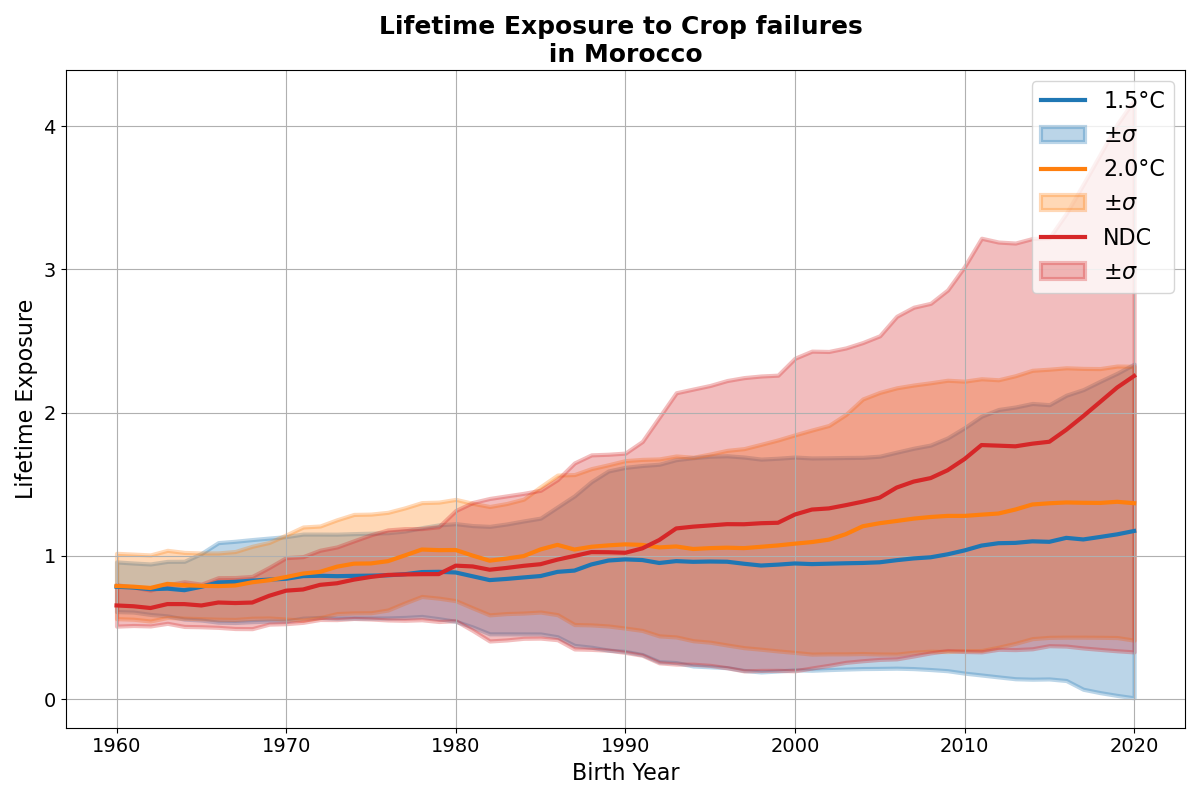 Lifetime Exposure to Crop failures
in Morocco
1.5°C
±σ
2.0°C
±σ
NDC
±σ
Lifetime Exposure
4
3
2
1
0
1960
1970
1980
1990
2000
2010
2020
Birth Year